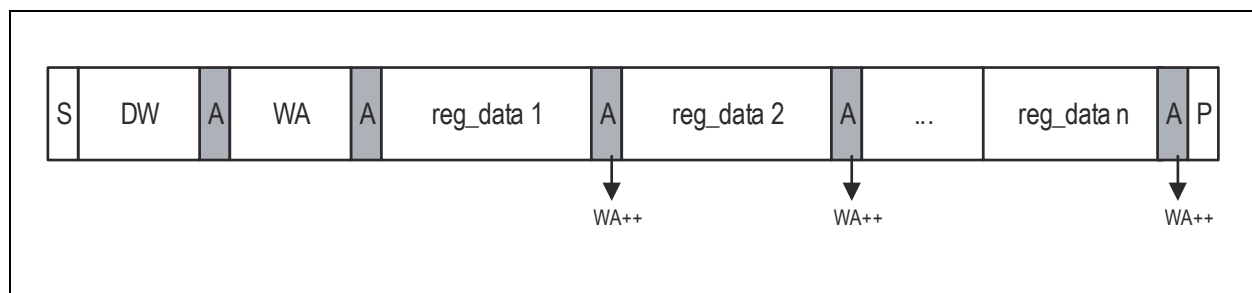 S DW A WA A reg_data 1 A reg_data 2 A ... reg_data n A P
WA++ WA++ WA++